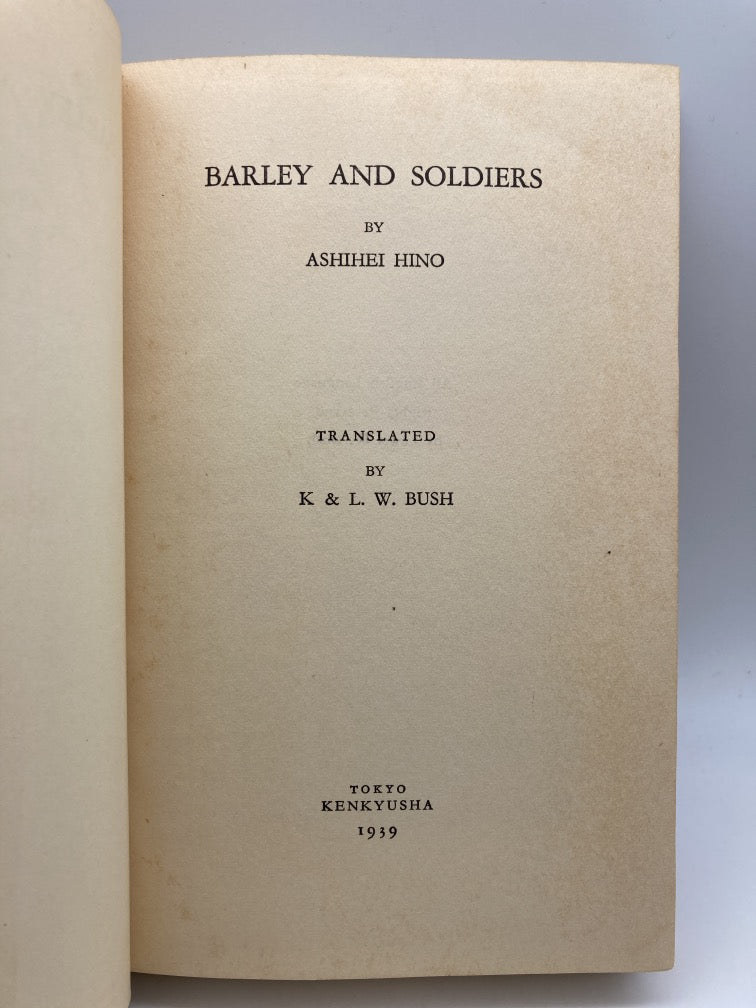 BARLEY AND SOLDIERS
BY
ASHIHEI HINO
TRANSLATED
BY
K & L. W. BUSH
TOKYO
KENKYUSHA
1939